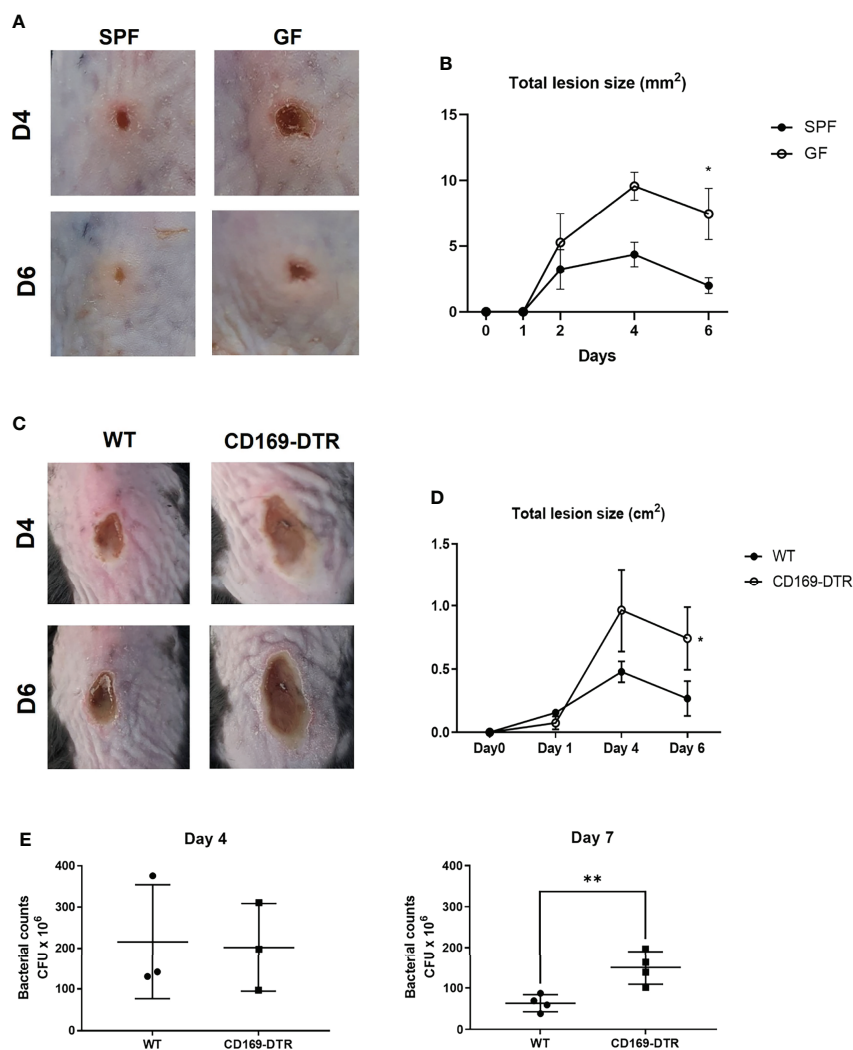 A
SPF GF
D4
D6
B
Total lesion size (mm²)
15
10
5
0
0 1 2 4 6
Days
*
SPF
GF
C
WT CD169-DTR
D4
D6
D
Total lesion size (cm²)
1.5
1.0
0.5
0.0
Day0 Day 1 Day 4 Day 6
*
WT
CD169-DTR
E
Day 4
Bacterial counts
CFU x 10⁶
400
300
200
100
0
WT CD169-DTR
Day 7
Bacterial counts
CFU x 10⁶
400
300
200
100
0
**
WT CD169-DTR